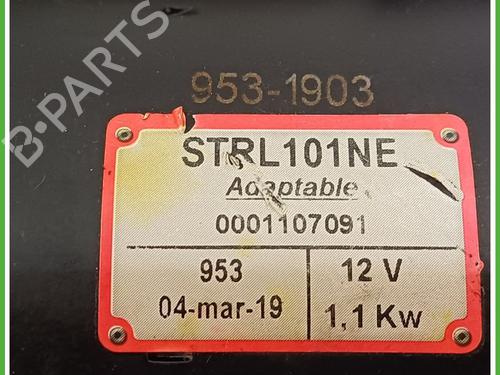 953-1903
B-PARTS
STRL101NE
Adaptable
0001107091
953
12 V
04-mar-19
1,1 Kw